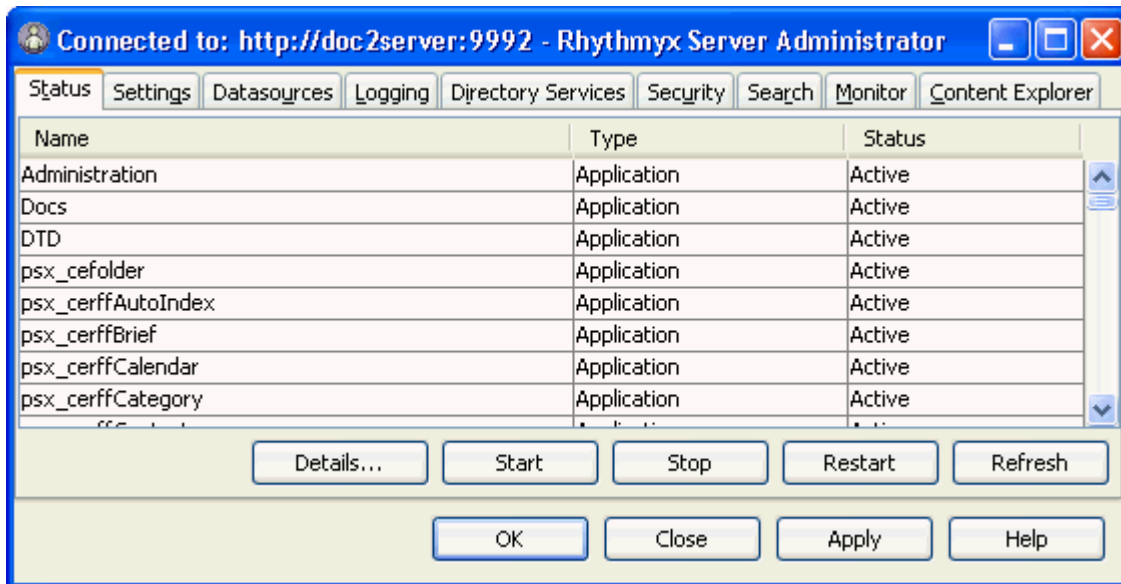 Connected to: http://doc2server:9992 - Rhythmyx Server Administrator
Status Settings Datasources Logging Directory Services Security Search Monitor Content Explorer
Name Type Status
Administration Application Active
Docs Application Active
DTD Application Active
psx_cefolder Application Active
psx_cerffAutoIndex Application Active
psx_cerffBrief Application Active
psx_cerffCalendar Application Active
psx_cerffCategory Application Active
Details... Start Stop Restart Refresh
OK Close Apply Help